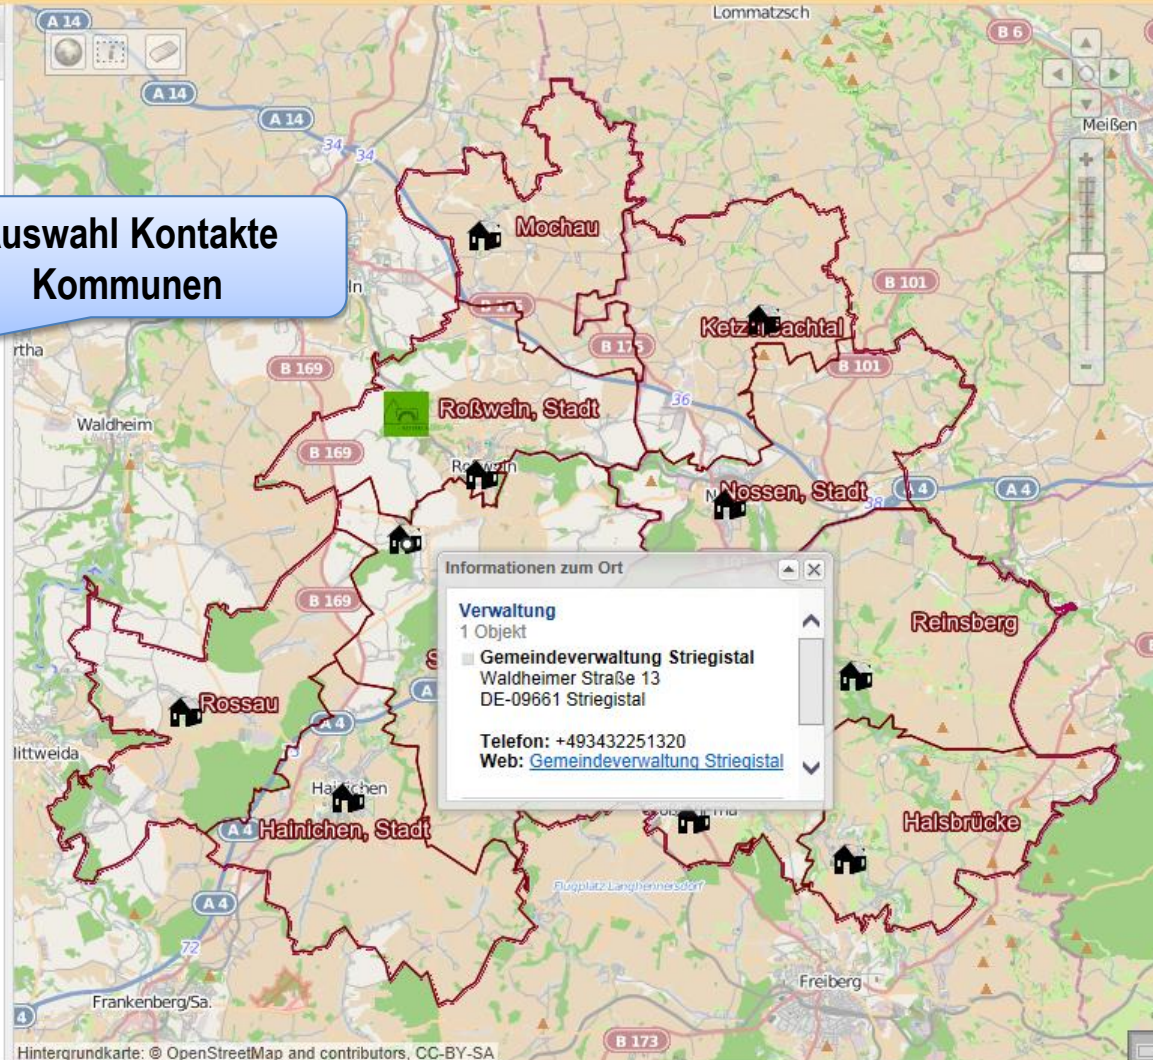 A 14
Lommatzsch
B 6
A 14
A 14
Meißen
34
34
Mochau
Kontakte
Kommunen
B 101
B 175
B 175
B 101
rtha
B 169
36
Roßwein, Stadt
Waldheim
B 169
Nossen, Stadt
38
A 4
A 4
Informationen zum Ort
Verwaltung
1 Objekt
Gemeindeverwaltung Striegistal
Waldheimer Straße 13
DE-09661 Striegistal
Telefon: +493432251320
Web: Gemeindeverwaltung Striegistal
B 169
Reinsberg
Rossau
A 4
ittweida
Hainichen, Stadt
A 4
Halsbrücke
Flugplatz Langhennersdorf
A 4
72
Freiberg
Frankenberg/Sa.
4
B 173
Hintergrundkarte: © OpenStreetMap and contributors, CC-BY-SA